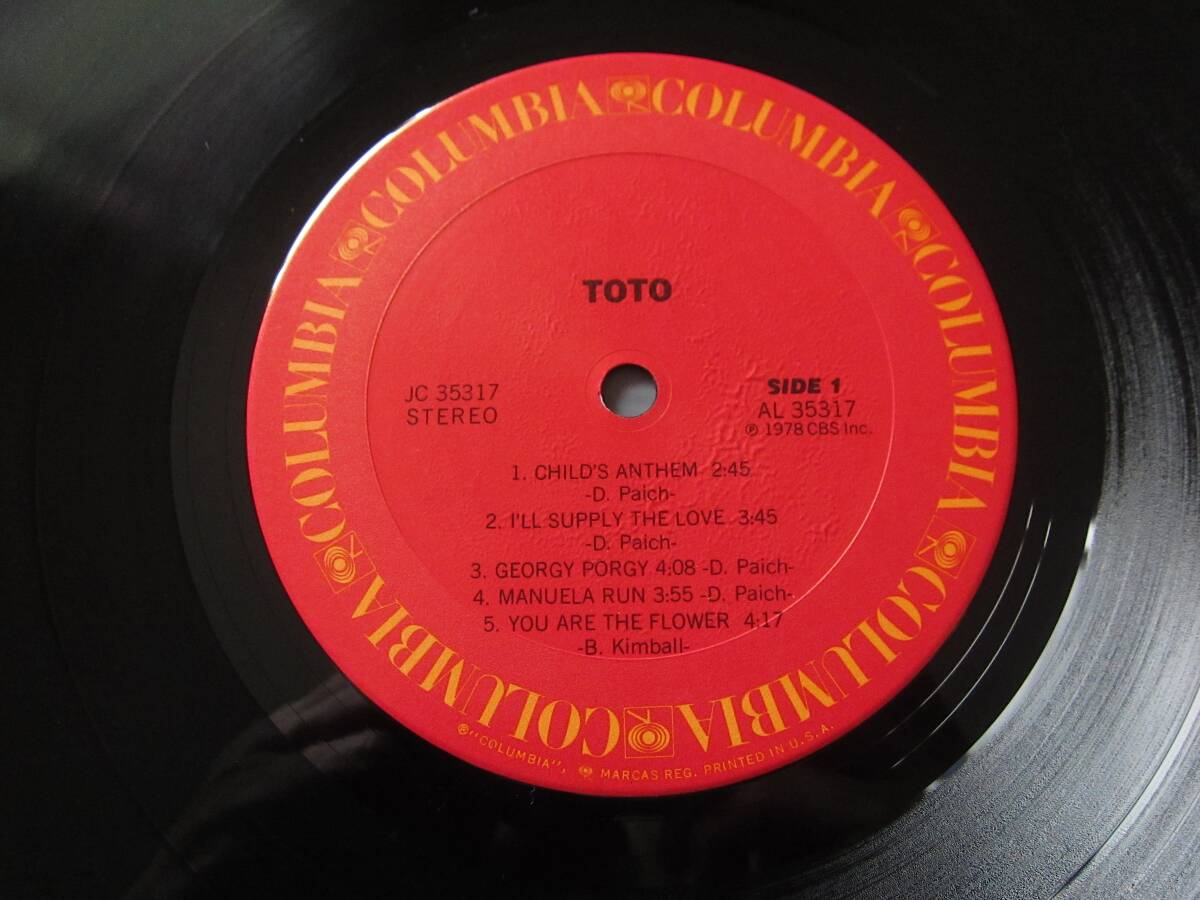 COLUMBIA COLUMBIA COLUMBIA COLUMBIA COLUMBIA COLUMBIA
TOTO
JC 35317
STEREO
SIDE 1
AL 35317
℗ 1978 CBS Inc.
1. CHILD'S ANTHEM 2:45
-D. Paich-
2. I'LL SUPPLY THE LOVE 3:45
-D. Paich-
3. GEORGY PORGY 4:08 -D. Paich-
4. MANUELA RUN 3:55 -D. Paich-
5. YOU ARE THE FLOWER 4:17
-B. Kimball-
®"COLUMBIA", MARCAS REG. PRINTED IN U.S.A.